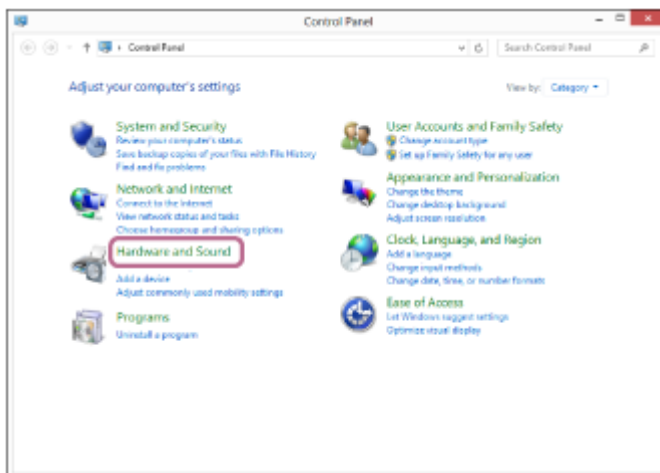 Control Panel
Control Panel
Search Control Panel
Adjust your computer's settings
View by: Category
System and Security
Review your computer's status
Save backup copies of your files with File History
Find and fix problems
Network and Internet
Connect to the Internet
View network status and tasks
Choose homegroup and sharing options
Hardware and Sound
Add a device
Adjust commonly used mobility settings
Programs
Uninstall a program
User Accounts and Family Safety
Change account type
Set up Family Safety for any user
Appearance and Personalization
Change the theme
Change desktop background
Adjust screen resolution
Clock, Language, and Region
Add a language
Change input methods
Change date, time, or number formats
Ease of Access
Let Windows suggest settings
Optimize visual display